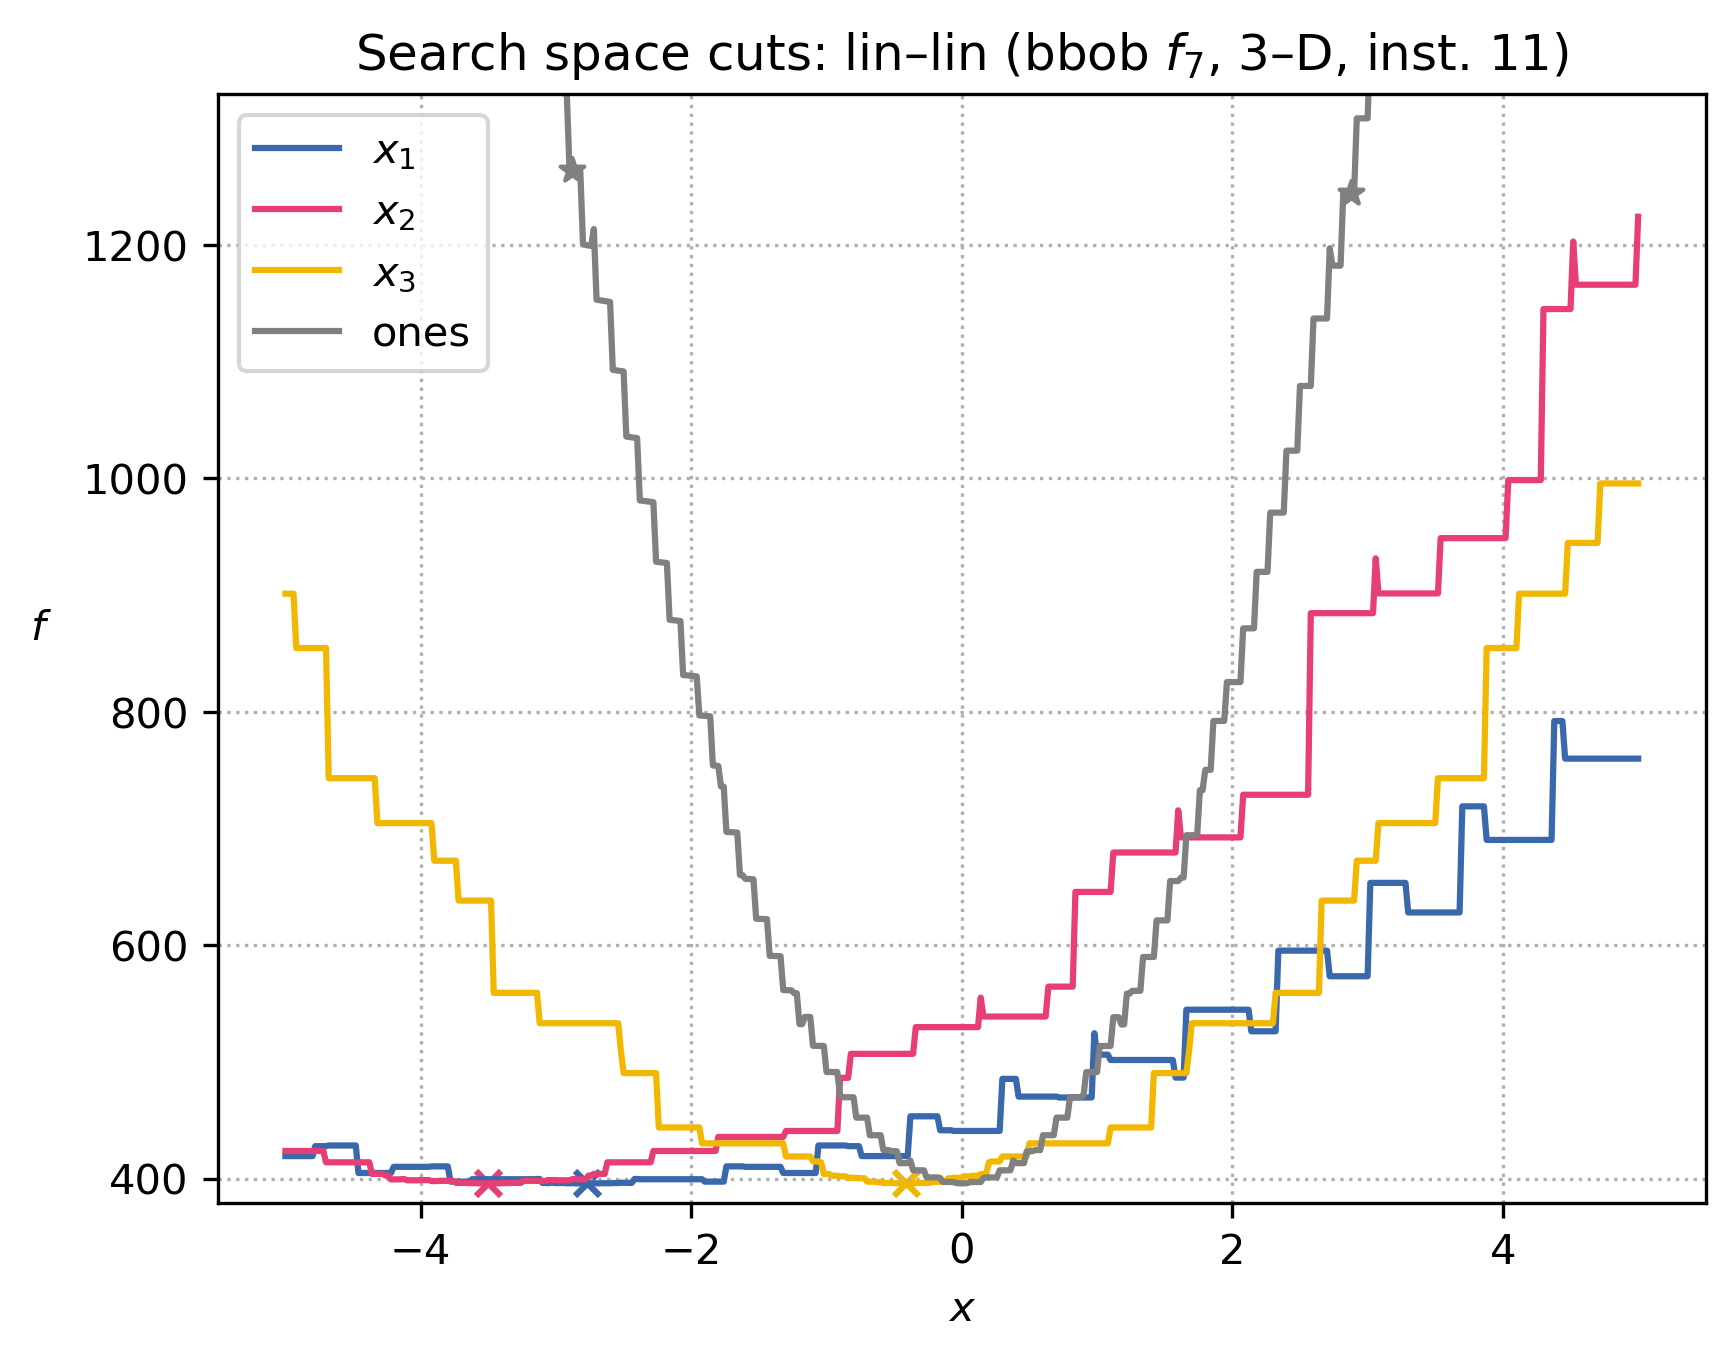 Search space cuts: lin–lin (bbob f₇, 3–D, inst. 11)
x₁
x₂
x₃
ones
1200
1000
800
600
400
f
−4
−2
0
2
4
x